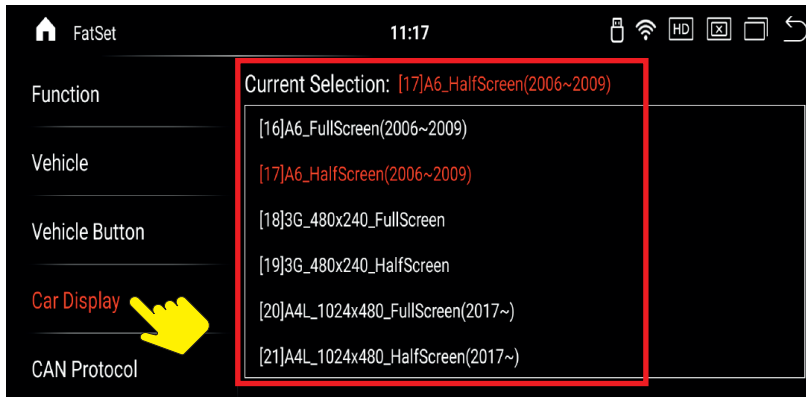 FatSet
11:17
HD
Function
Vehicle
Vehicle Button
Car Display
CAN Protocol
Current Selection: [17]A6_HalfScreen(2006~2009)
[16]A6_FullScreen(2006~2009)
[17]A6_HalfScreen(2006~2009)
[18]3G_480x240_FullScreen
[19]3G_480x240_HalfScreen
[20]A4L_1024x480_FullScreen(2017~)
[21]A4L_1024x480_HalfScreen(2017~)